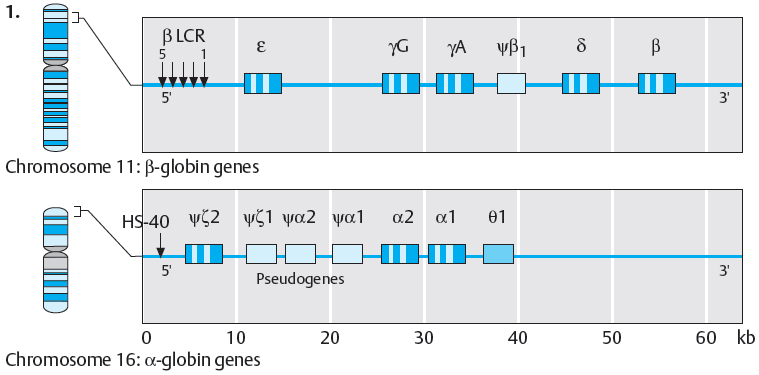 1.
β LCR
5 1
ε γG γA ψβ1 δ β
5' 3'
Chromosome 11: β-globin genes
HS-40 ψζ2 ψζ1 ψα2 ψα1 α2 α1 θ1
5' 3'
Pseudogenes
0 10 20 30 40 50 60 kb
Chromosome 16: α-globin genes